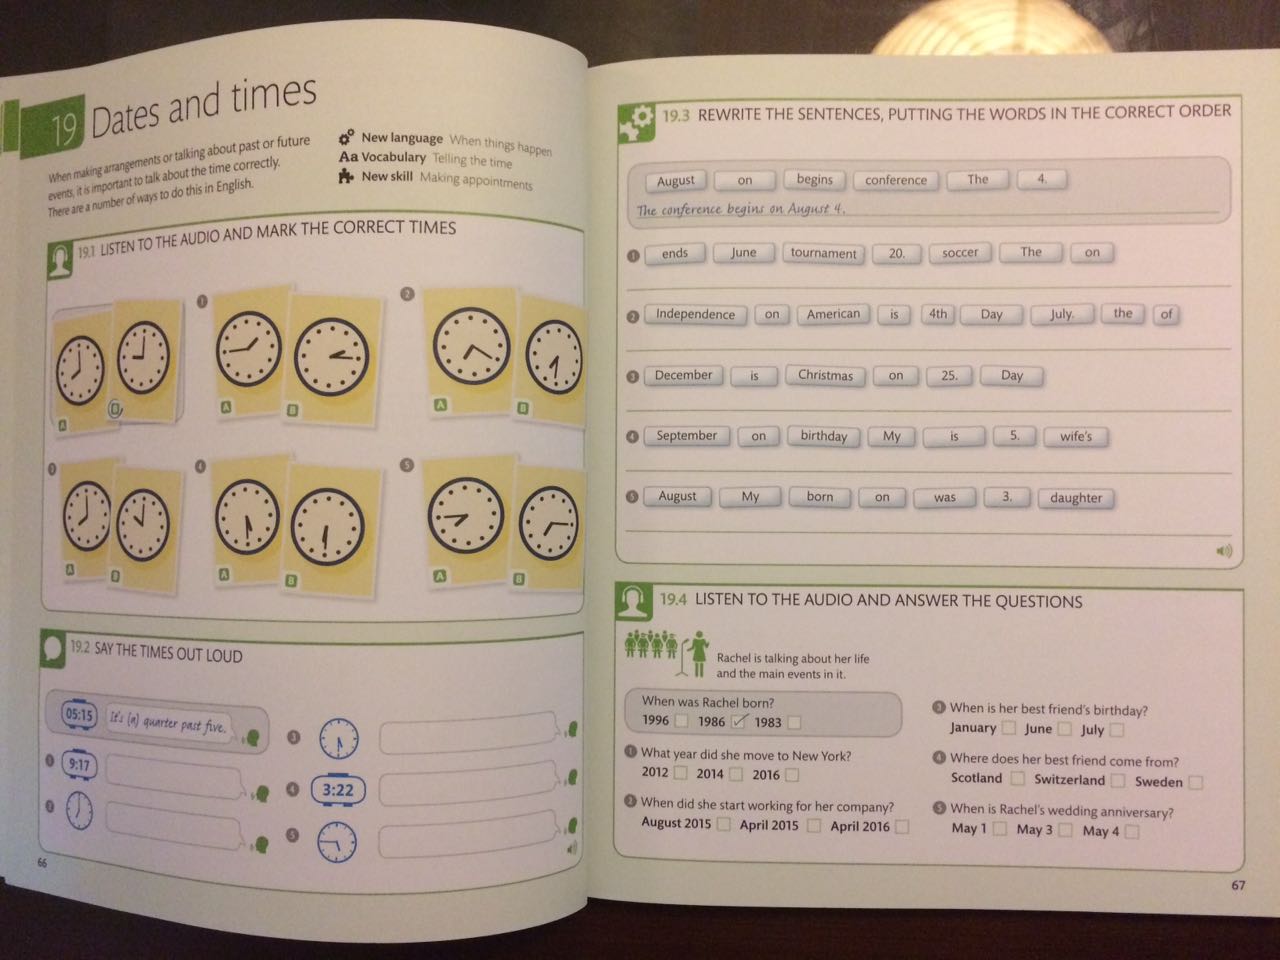 19 Dates and times
When making arrangements or talking about past or future
events, it is important to talk about the time correctly.
There are a number of ways to do this in English.
New language When things happen
Aa Vocabulary Telling the time
New skill Making appointments
19.1 LISTEN TO THE AUDIO AND MARK THE CORRECT TIMES
1
2
A B
A B
A B
3
4
5
A B
A B
A B
19.2 SAY THE TIMES OUT LOUD
05:15 It's (a) quarter past five.
1 9:17
2
3
4 3:22
5
66
19.3 REWRITE THE SENTENCES, PUTTING THE WORDS IN THE CORRECT ORDER
August on begins conference The 4.
The conference begins on August 4.
1 ends June tournament 20. soccer The on
2 Independence on American is 4th Day July. the of
3 December is Christmas on 25. Day
4 September on birthday My is 5. wife's
5 August My born on was 3. daughter
19.4 LISTEN TO THE AUDIO AND ANSWER THE QUESTIONS
Rachel is talking about her life
and the main events in it.
When was Rachel born?
1996 1986 1983
1 What year did she move to New York?
2012 2014 2016
2 When did she start working for her company?
August 2015 April 2015 April 2016
3 When is her best friend's birthday?
January June July
4 Where does her best friend come from?
Scotland Switzerland Sweden
5 When is Rachel's wedding anniversary?
May 1 May 3 May 4
67